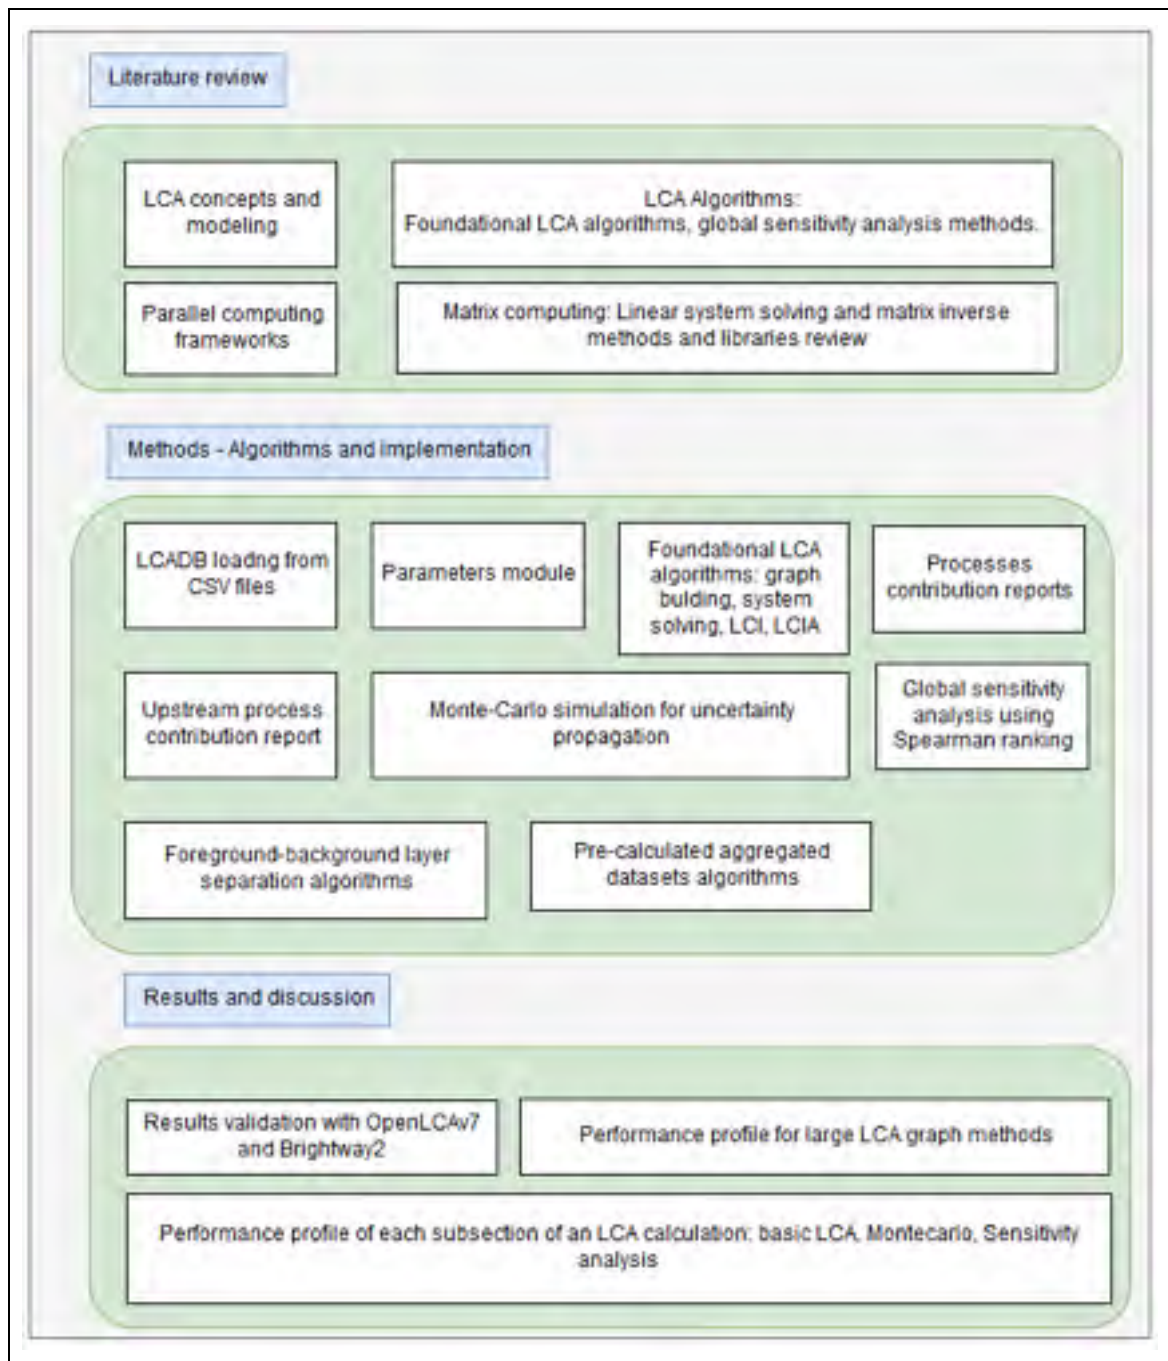 Literature review
LCA concepts and
modeling
LCA Algorithms:
Foundational LCA algorithms, global sensitivity analysis methods.
Parallel computing
frameworks
Matrix computing: Linear system solving and matrix inverse
methods and libraries review
Methods - Algorithms and implementation
LCADB loadng from
CSV files
Parameters module
Foundational LCA
algorithms: graph
bulding, system
solving, LCI, LCIA
Processes
contribution reports
Upstream process
contribution report
Monte-Carlo simulation for uncertainty
propagation
Global sensitivity
analysis using
Spearman ranking
Foreground-background layer
separation algorithms
Pre-calculated aggregated
datasets algorithms
Results and discussion
Results validation with OpenLCAv7
and Brightway2
Performance profile for large LCA graph methods
Performance profile of each subsection of an LCA calculation: basic LCA, Montecarlo, Sensitivity
analysis